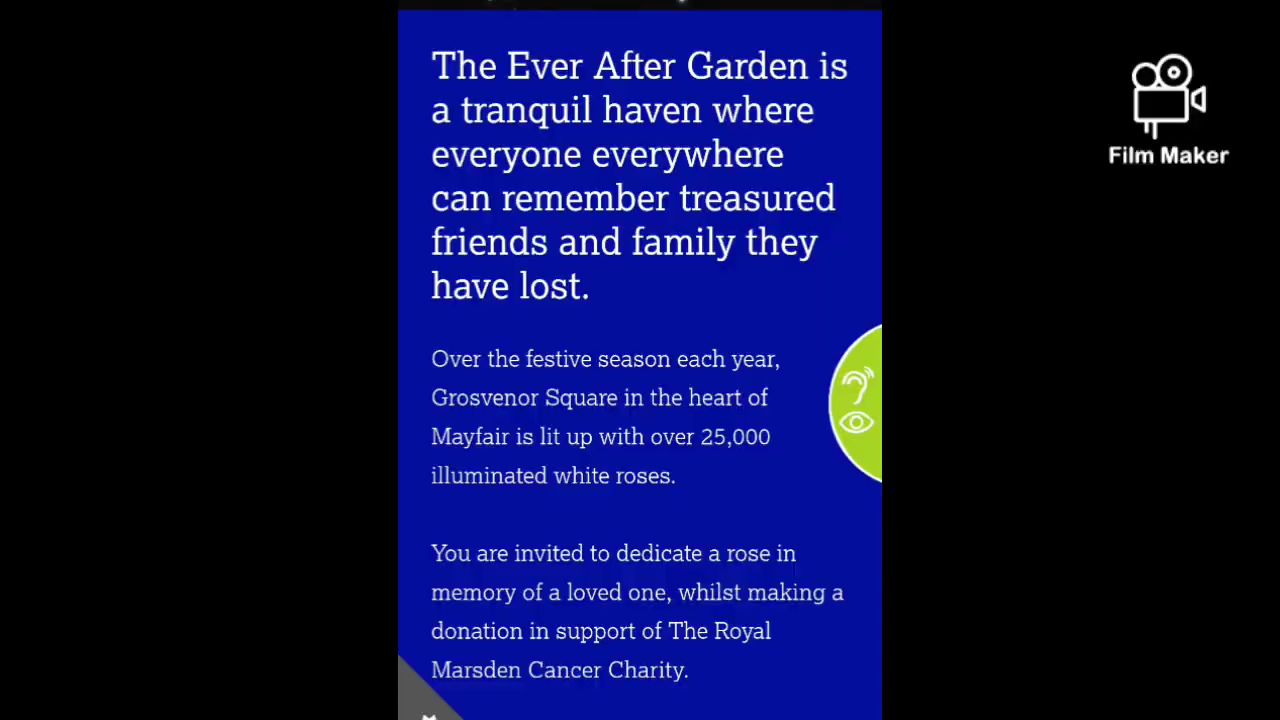 The Ever After Garden is
a tranquil haven where
everyone everywhere
can remember treasured
friends and family they
have lost.
Over the festive season each year,
Grosvenor Square in the heart of
Mayfair is lit up with over 25,000
illuminated white roses.
You are invited to dedicate a rose in
memory of a loved one, whilst making a
donation in support of The Royal
Marsden Cancer Charity.
Film Maker